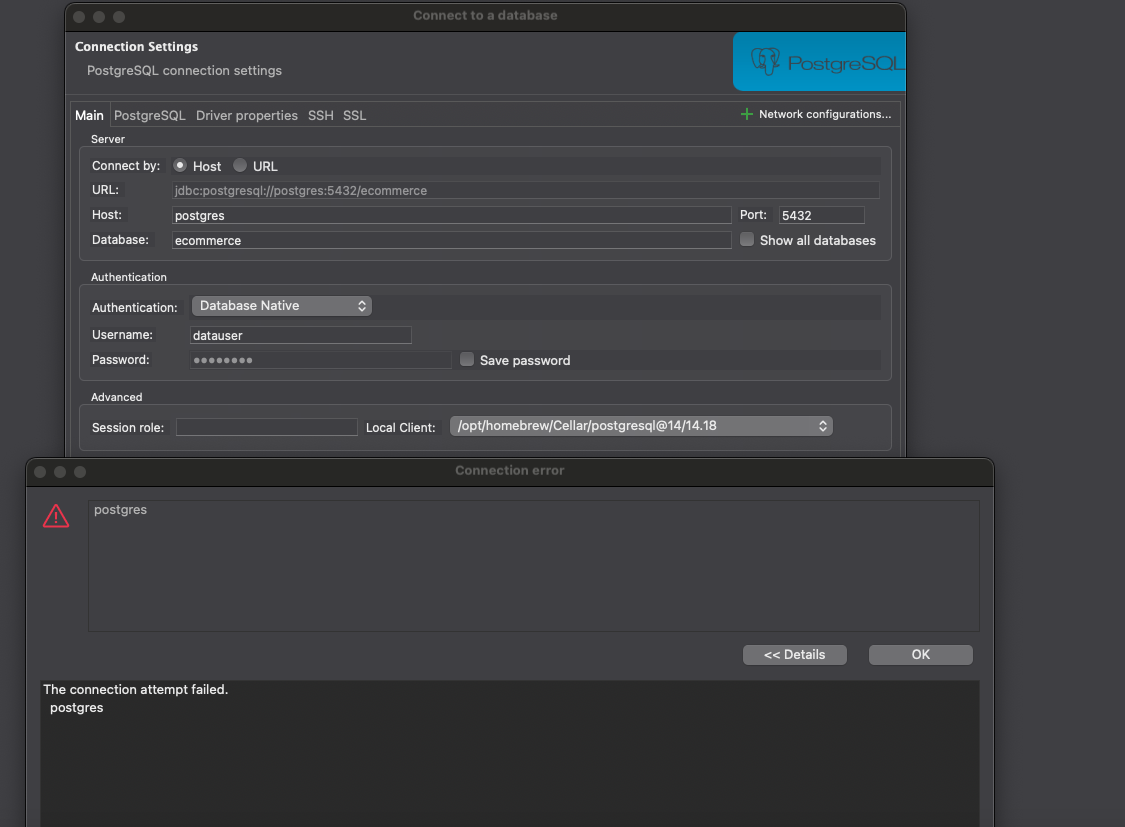 Connect to a database
Connection Settings
PostgreSQL connection settings
PostgreSQL
Main PostgreSQL Driver properties SSH SSL Network configurations...
Server
Connect by: Host URL
URL: jdbc:postgresql://postgres:5432/ecommerce
Host: postgres Port: 5432
Database: ecommerce Show all databases
Authentication
Authentication: Database Native
Username: datauser
Password: •••••••• Save password
Advanced
Session role: Local Client: /opt/homebrew/Cellar/postgresql@14/14.18
Connection error
postgres
<< Details OK
The connection attempt failed.
postgres